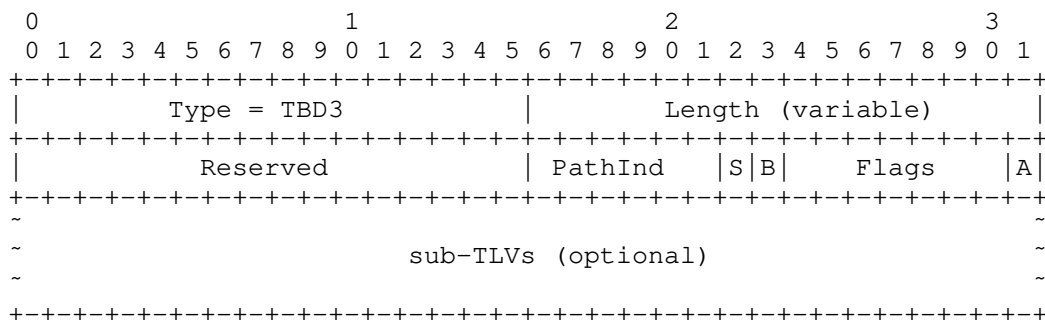 0                   1                   2                   3
 0 1 2 3 4 5 6 7 8 9 0 1 2 3 4 5 6 7 8 9 0 1 2 3 4 5 6 7 8 9 0 1
+-+-+-+-+-+-+-+-+-+-+-+-+-+-+-+-+-+-+-+-+-+-+-+-+-+-+-+-+-+-+-+-+
|         Type = TBD3           |        Length (variable)      |
+-+-+-+-+-+-+-+-+-+-+-+-+-+-+-+-+-+-+-+-+-+-+-+-+-+-+-+-+-+-+-+-+
|           Reserved            | PathInd   |S|B|    Flags    |A|
+-+-+-+-+-+-+-+-+-+-+-+-+-+-+-+-+-+-+-+-+-+-+-+-+-+-+-+-+-+-+-+-+
~                                                               ~
~                        sub-TLVs (optional)                    ~
~                                                               ~
+-+-+-+-+-+-+-+-+-+-+-+-+-+-+-+-+-+-+-+-+-+-+-+-+-+-+-+-+-+-+-+-+